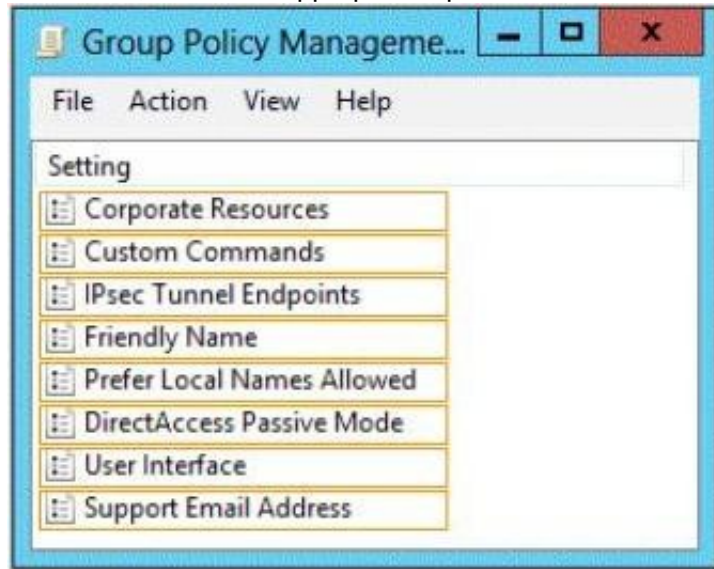 Group Policy Manageme...
File Action View Help
Setting
Corporate Resources
Custom Commands
IPsec Tunnel Endpoints
Friendly Name
Prefer Local Names Allowed
DirectAccess Passive Mode
User Interface
Support Email Address